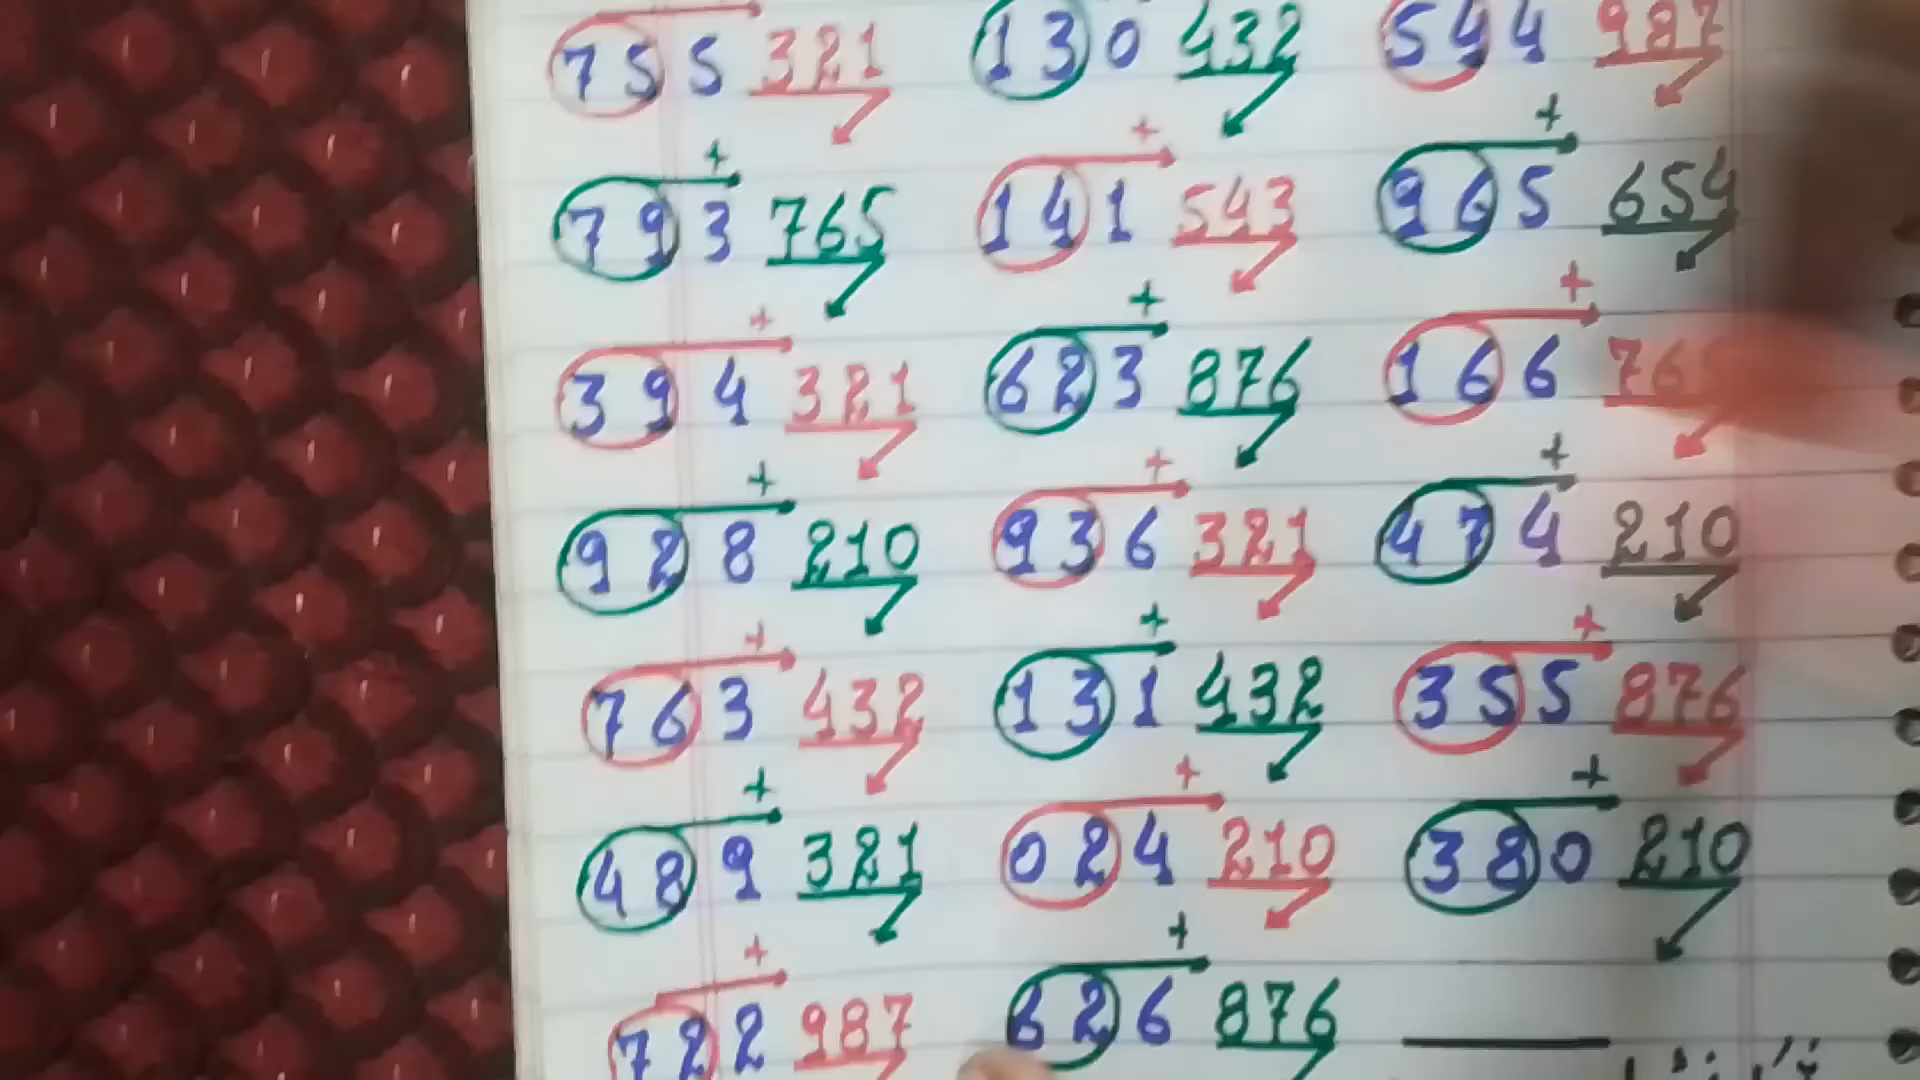 755 321 130 432 544 987
+ + +
793 765 141 543 965 654
+ + +
394 321 623 876 166 765
+ + +
928 210 936 321 474 210
+ + +
763 432 131 432 355 876
+ + +
489 321 024 210 380 210
+ +
722 987 626 876